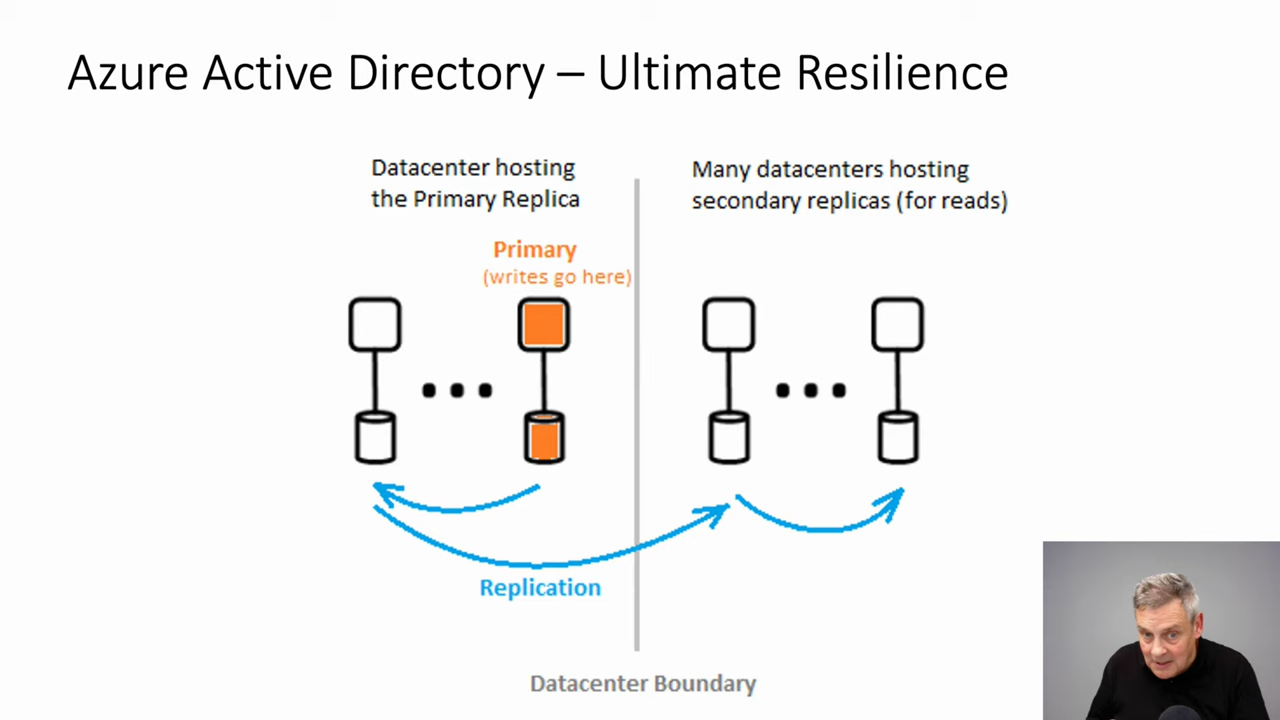 Azure Active Directory – Ultimate Resilience
Datacenter hosting
the Primary Replica
Many datacenters hosting
secondary replicas (for reads)
Primary
(writes go here)
Replication
Datacenter Boundary